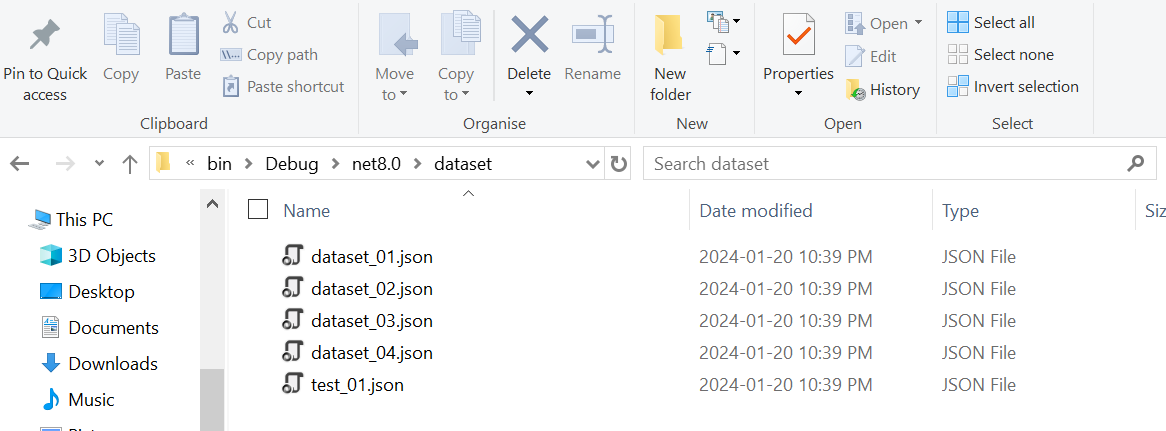 Pin to Quick access
Copy
Paste
Cut
Copy path
Paste shortcut
Clipboard
Move to
Copy to
Delete
Rename
Organise
New folder
New
Properties
Open
Edit
History
Open
Select all
Select none
Invert selection
Select
« bin > Debug > net8.0 > dataset
Search dataset
This PC
3D Objects
Desktop
Documents
Downloads
Music
Name Date modified Type
dataset_01.json 2024-01-20 10:39 PM JSON File
dataset_02.json 2024-01-20 10:39 PM JSON File
dataset_03.json 2024-01-20 10:39 PM JSON File
dataset_04.json 2024-01-20 10:39 PM JSON File
test_01.json 2024-01-20 10:39 PM JSON File